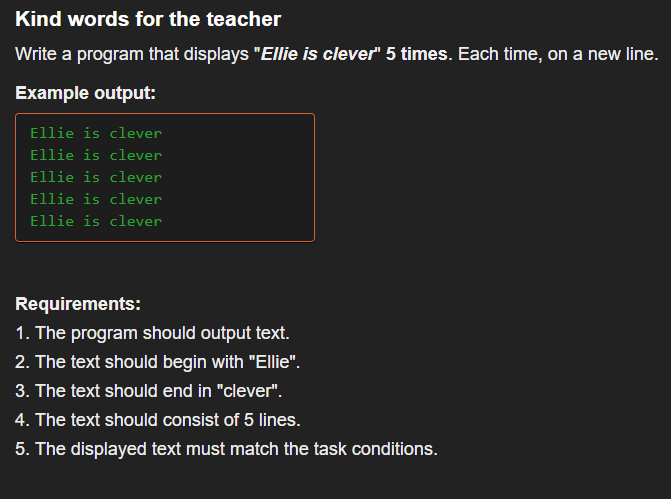 Kind words for the teacher
Write a program that displays "Ellie is clever" 5 times. Each time, on a new line.
Example output:
Ellie is clever
Ellie is clever
Ellie is clever
Ellie is clever
Ellie is clever
Requirements:
1. The program should output text.
2. The text should begin with "Ellie".
3. The text should end in "clever".
4. The text should consist of 5 lines.
5. The displayed text must match the task conditions.